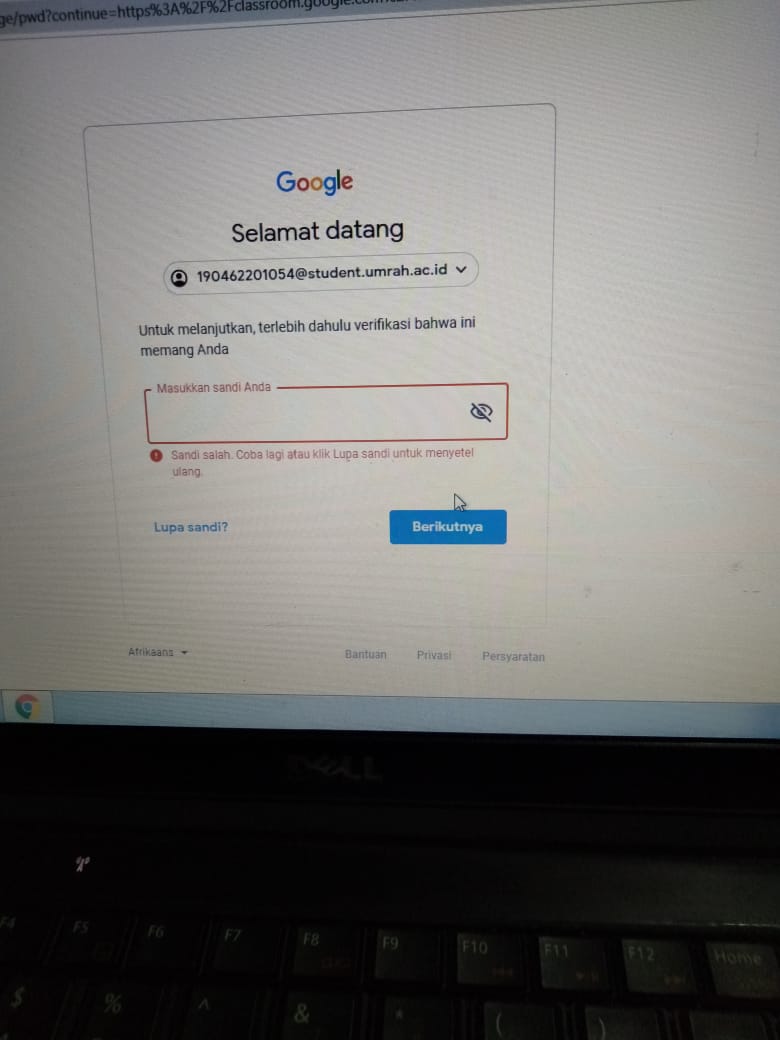 ge/pwd?continue=https%3A%2F%2Fclassroom.google.com
Google
Selamat datang
190462201054@student.umrah.ac.id
Untuk melanjutkan, terlebih dahulu verifikasi bahwa ini
memang Anda
Masukkan sandi Anda
Sandi salah. Coba lagi atau klik Lupa sandi untuk menyetel
ulang.
Lupa sandi?
Berikutnya
Afrikaans
Bantuan Privasi Persyaratan
DELL
F4 F5 F6 F7 F8 F9 F10 F11 F12 Home
$ % ^ & * ( )